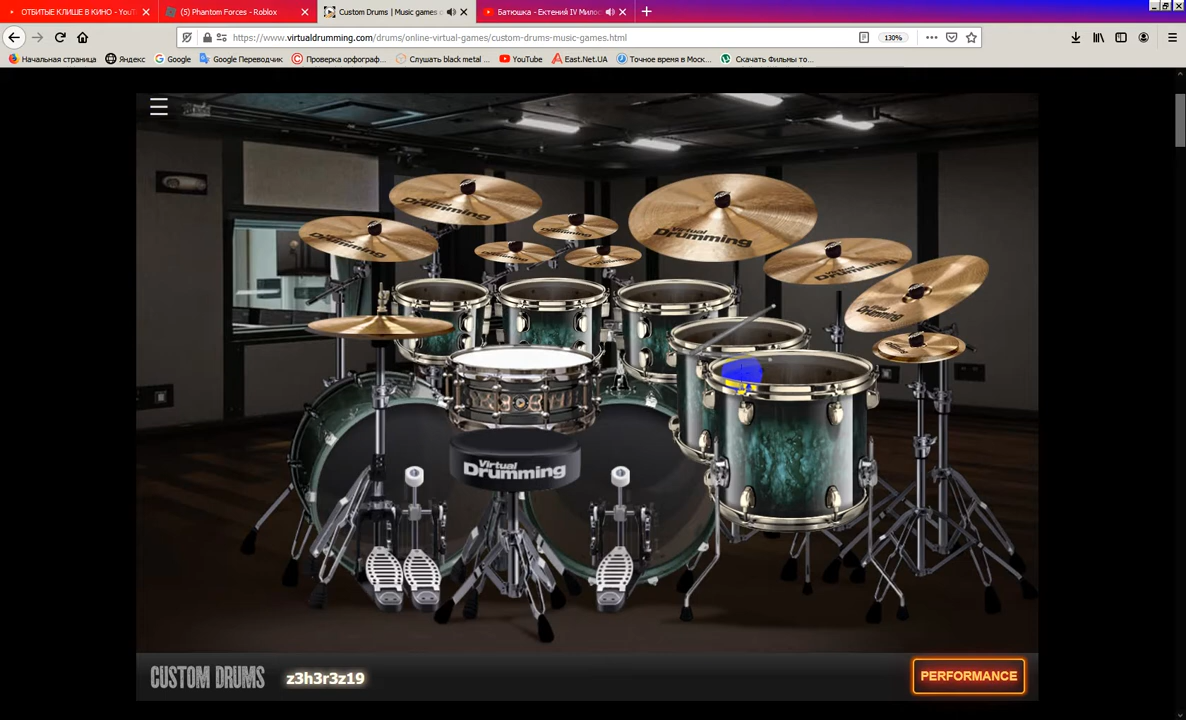 ОТБИТЫЕ КЛИШЕ В КИНО - YouT
(5) Phantom Forces - Roblox
Custom Drums | Music games o
Батюшка - Ектений IV Милос
https://www.virtualdrumming.com/drums/online-virtual-games/custom-drums-music-games.html
130%
Начальная страница
Яндекс
Google
Google Переводчик
Проверка орфограф...
Слушать black metal ...
YouTube
East.Net.UA
Точное время в Моск...
Скачать Фильмы то...
Virtual Drumming
Virtual Drumming
Virtual Drumming
Virtual Drumming
Drumming
Drumming
Virtual
Drumming
CUSTOM DRUMS
z3h3r3z19
PERFORMANCE